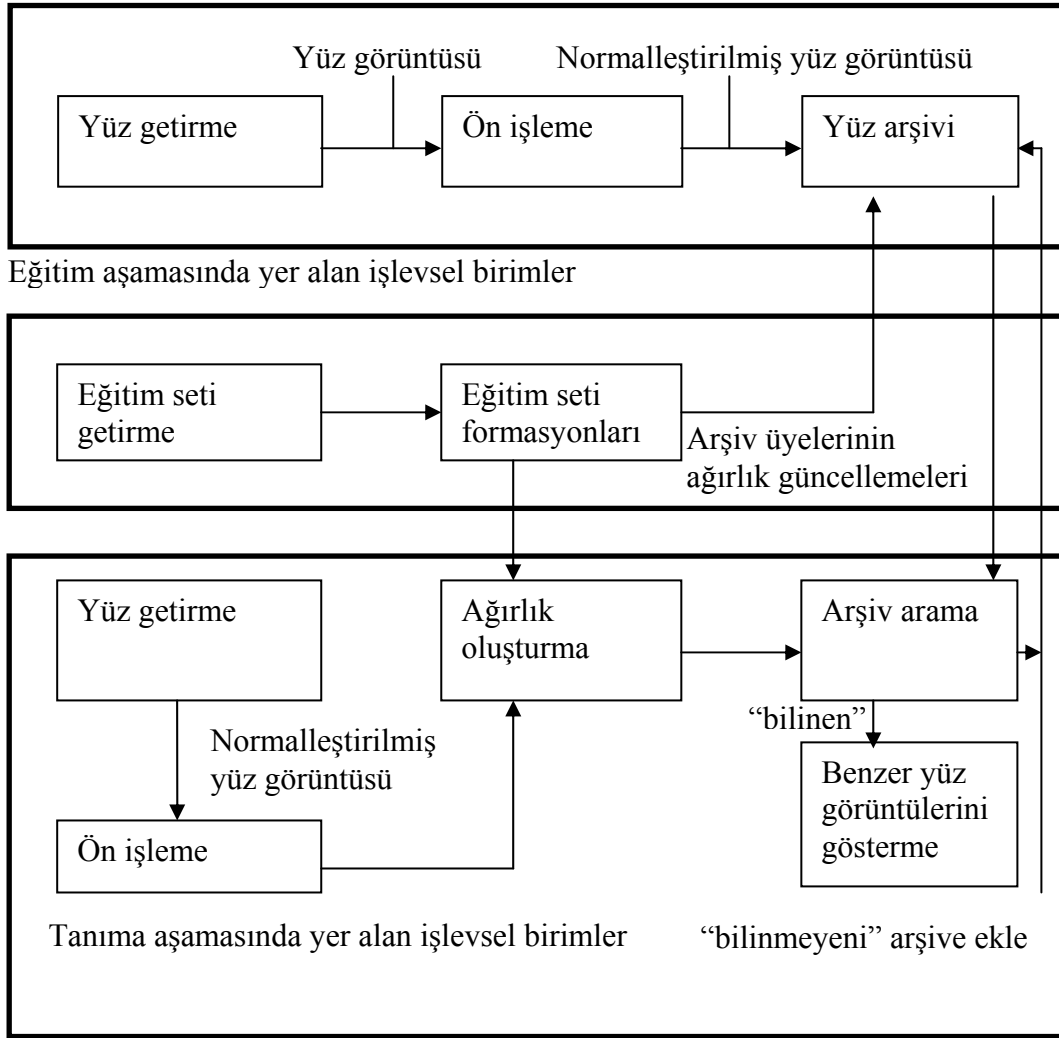 Yüz görüntüsü
Normalleştirilmiş yüz görüntüsü
Yüz getirme
Ön işleme
Yüz arşivi
Eğitim aşamasında yer alan işlevsel birimler
Eğitim seti
getirme
Eğitim seti
formasyonları
Arşiv üyelerinin
ağırlık güncellemeleri
Yüz getirme
Ağırlık
oluşturma
Arşiv arama
“bilinen”
Normalleştirilmiş
yüz görüntüsü
Benzer yüz
görüntülerini
gösterme
Ön işleme
Tanıma aşamasında yer alan işlevsel birimler
“bilinmeyeni” arşive ekle